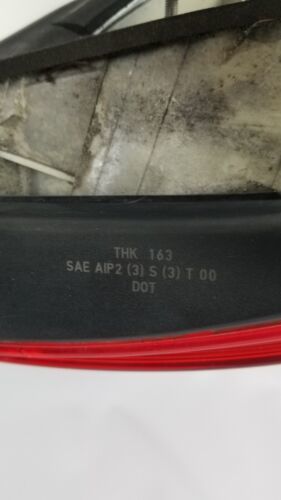 THK 163
SAE AIP2 (3) S (3) T 00
DOT